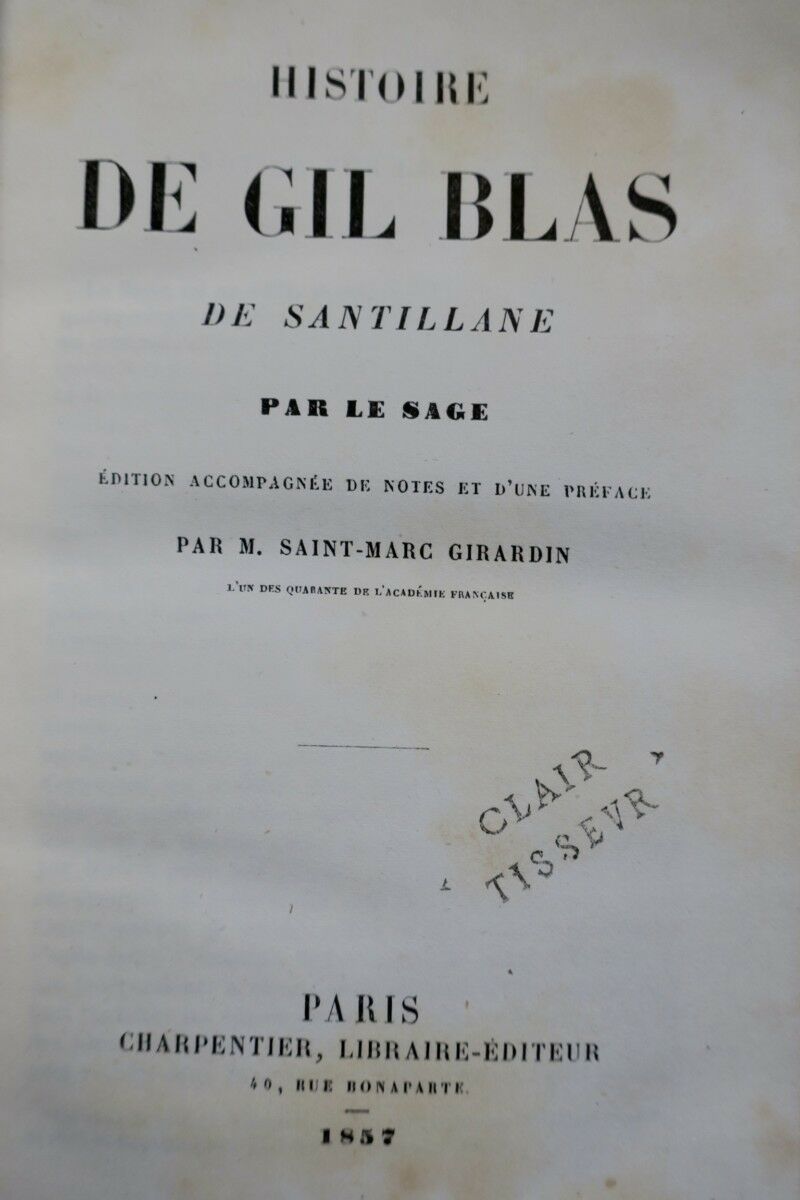 HISTOIRE
DE GIL BLAS
DE SANTILLANE
PAR LE SAGE
ÉDITION ACCOMPAGNÉE DE NOTES ET D'UNE PRÉFACE
PAR M. SAINT-MARC GIRARDIN
L'UN DES QUARANTE DE L'ACADÉMIE FRANÇAISE
CLAIR
TISSEVR
PARIS
CHARPENTIER, LIBRAIRE-ÉDITEUR
40, RUE BONAPARTE
1857